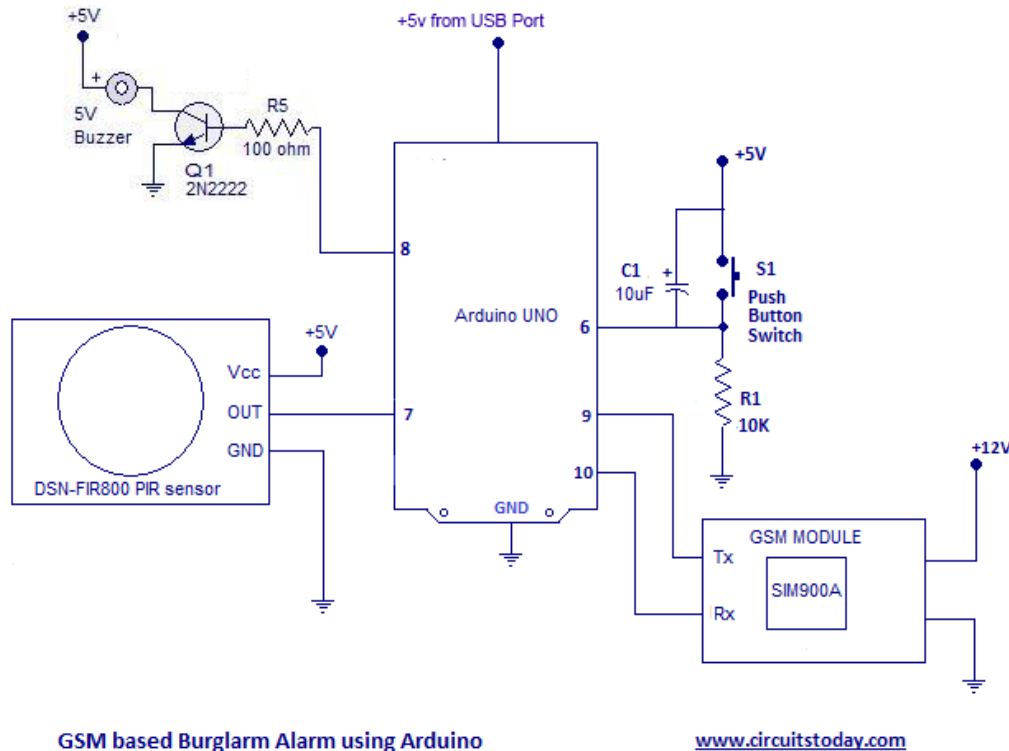 +5V
+5v from USB Port
+
5V
Buzzer
R5
100 ohm
Q1
2N2222
+5V
8
C1
+
10uF
S1
Push
Button
Switch
Arduino UNO
6
+5V
Vcc
OUT
GND
DSN-FIR800 PIR sensor
7
9
10
R1
10K
GND
+12V
GSM MODULE
Tx
SIM900A
Rx
GSM based Burglarm Alarm using Arduino
www.circuitstoday.com